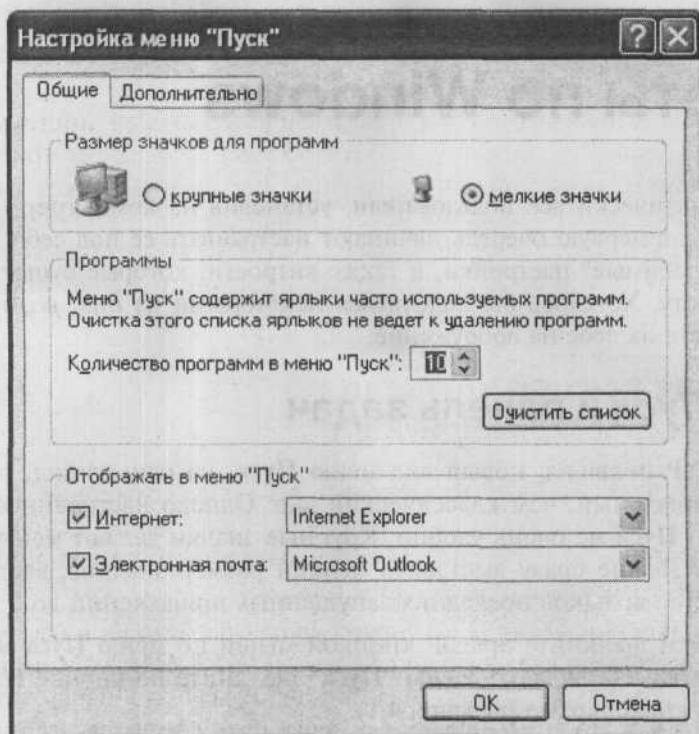 Настройка меню "Пуск"
Общие
Дополнительно
Размер значков для программ
крупные значки
мелкие значки
Программы
Меню "Пуск" содержит ярлыки часто используемых программ.
Очистка этого списка ярлыков не ведет к удалению программ.
Количество программ в меню "Пуск": 10
Очистить список
Отображать в меню "Пуск"
Интернет: Internet Explorer
Электронная почта: Microsoft Outlook
OK
Отмена